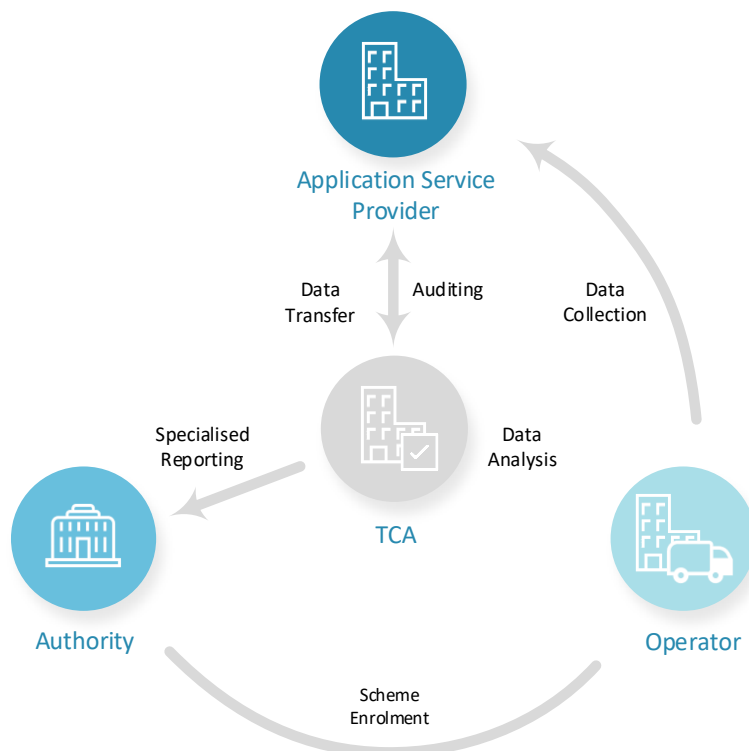 Application Service
Provider
Data
Transfer
Auditing
Data
Collection
Specialised
Reporting
Data
Analysis
TCA
Authority
Operator
Scheme
Enrolment